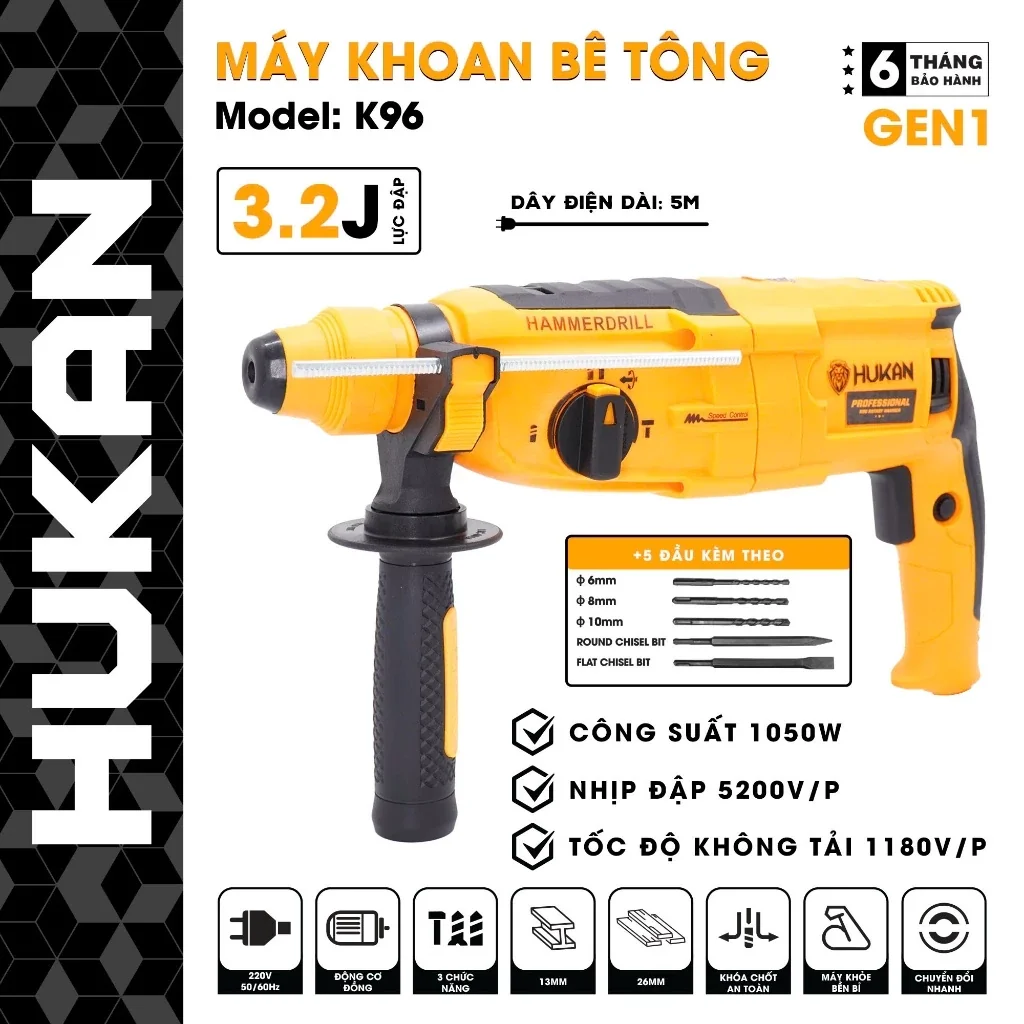 HUKAN
MÁY KHOAN BÊ TÔNG
Model: K96
6 THÁNG
BẢO HÀNH
GEN1
3.2J
LỰC ĐẬP
DÂY ĐIỆN DÀI: 5M
HAMMERDRILL
HUKAN
PROFESSIONAL
Speed Control
+5 ĐẦU KÈM THEO
ϕ 6mm
ϕ 8mm
ϕ 10mm
ROUND CHISEL BIT
FLAT CHISEL BIT
CÔNG SUẤT 1050W
NHỊP ĐẬP 5200V/P
TỐC ĐỘ KHÔNG TẢI 1180V/P
220V
50/60Hz
ĐỘNG CƠ
ĐỒNG
3 CHỨC
NĂNG
13MM
26MM
KHÓA CHỐT
AN TOÀN
MÁY KHỎE
BỀN BỈ
CHUYỂN ĐỔI
NHANH